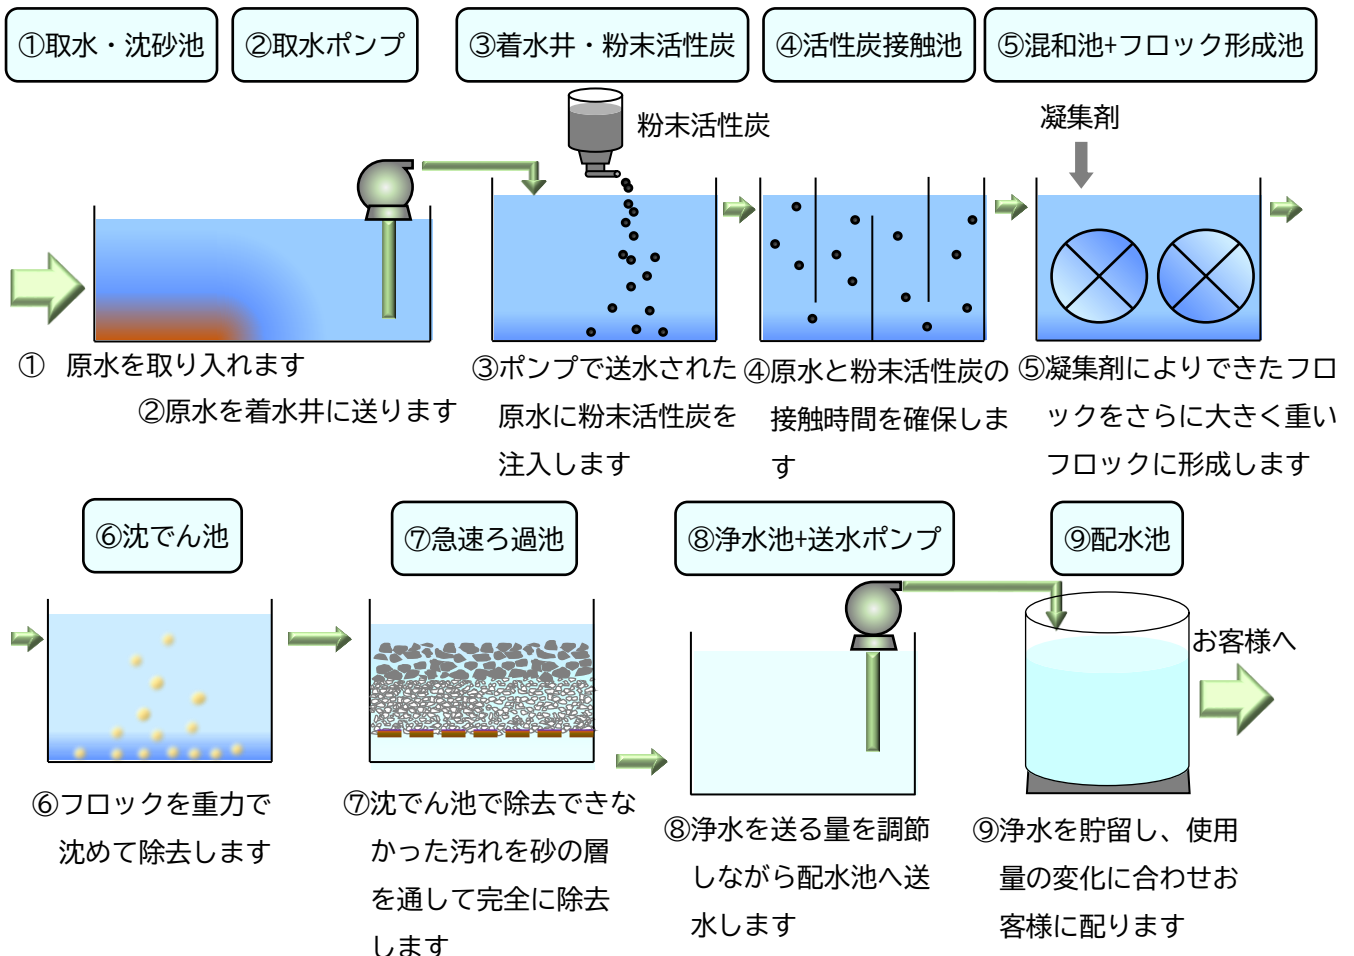 ①取水・沈砂池
②取水ポンプ
③着水井・粉末活性炭
④活性炭接触池
⑤混和池+フロック形成池
粉末活性炭
凝集剤
① 原水を取り入れます
②原水を着水井に送ります
③ポンプで送水された
原水に粉末活性炭を
注入します
④原水と粉末活性炭の
接触時間を確保しま
す
⑤凝集剤によりできたフロ
ックをさらに大きく重い
フロックに形成します
⑥沈でん池
⑦急速ろ過池
⑧浄水池+送水ポンプ
⑨配水池
お客様へ
⑥フロックを重力で
沈めて除去します
⑦沈でん池で除去できな
かった汚れを砂の層
を通して完全に除去
します
⑧浄水を送る量を調節
しながら配水池へ送
水します
⑨浄水を貯留し、使用
量の変化に合わせお
客様に配ります